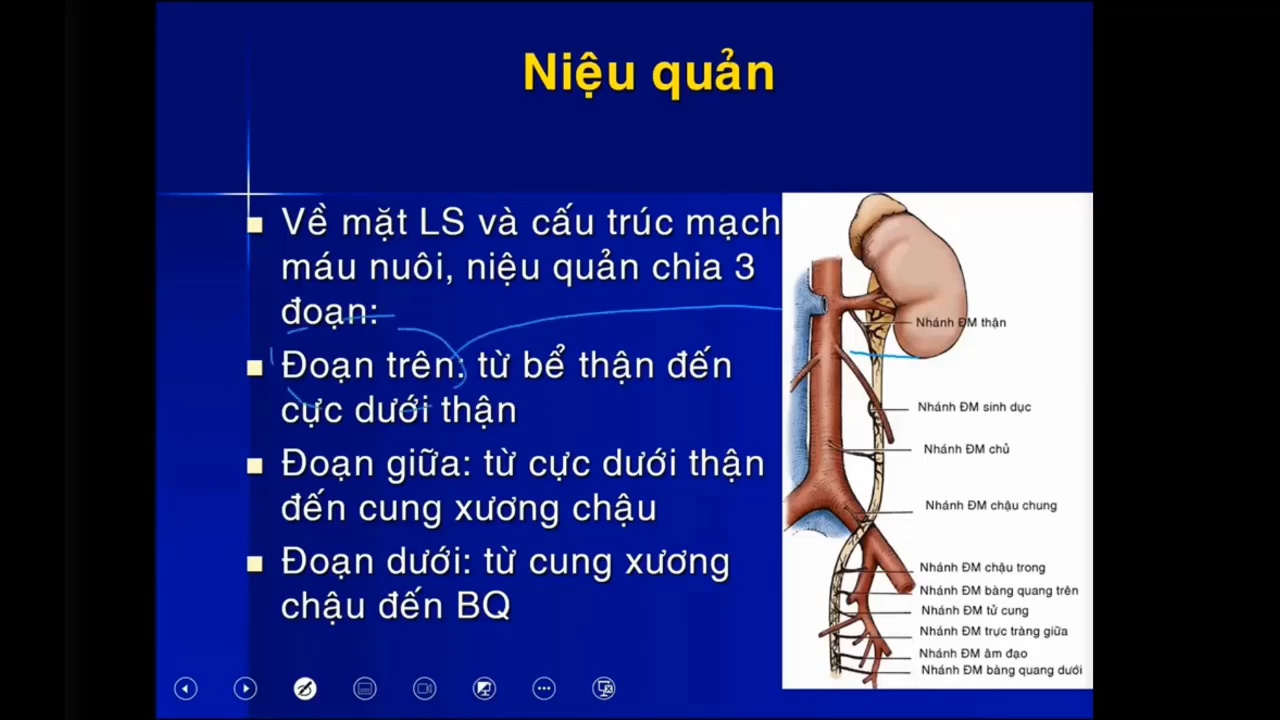 Niệu quản
Về mặt LS và cấu trúc mạch
máu nuôi, niệu quản chia 3
đoạn:
Đoạn trên: từ bể thận đến
cực dưới thận
Đoạn giữa: từ cực dưới thận
đến cung xương chậu
Đoạn dưới: từ cung xương
chậu đến BQ
Nhánh ĐM thận
Nhánh ĐM sinh dục
Nhánh ĐM chủ
Nhánh ĐM chậu chung
Nhánh ĐM chậu trong
Nhánh ĐM bàng quang trên
Nhánh ĐM tử cung
Nhánh ĐM trực tràng giữa
Nhánh ĐM âm đạo
Nhánh ĐM bàng quang dưới